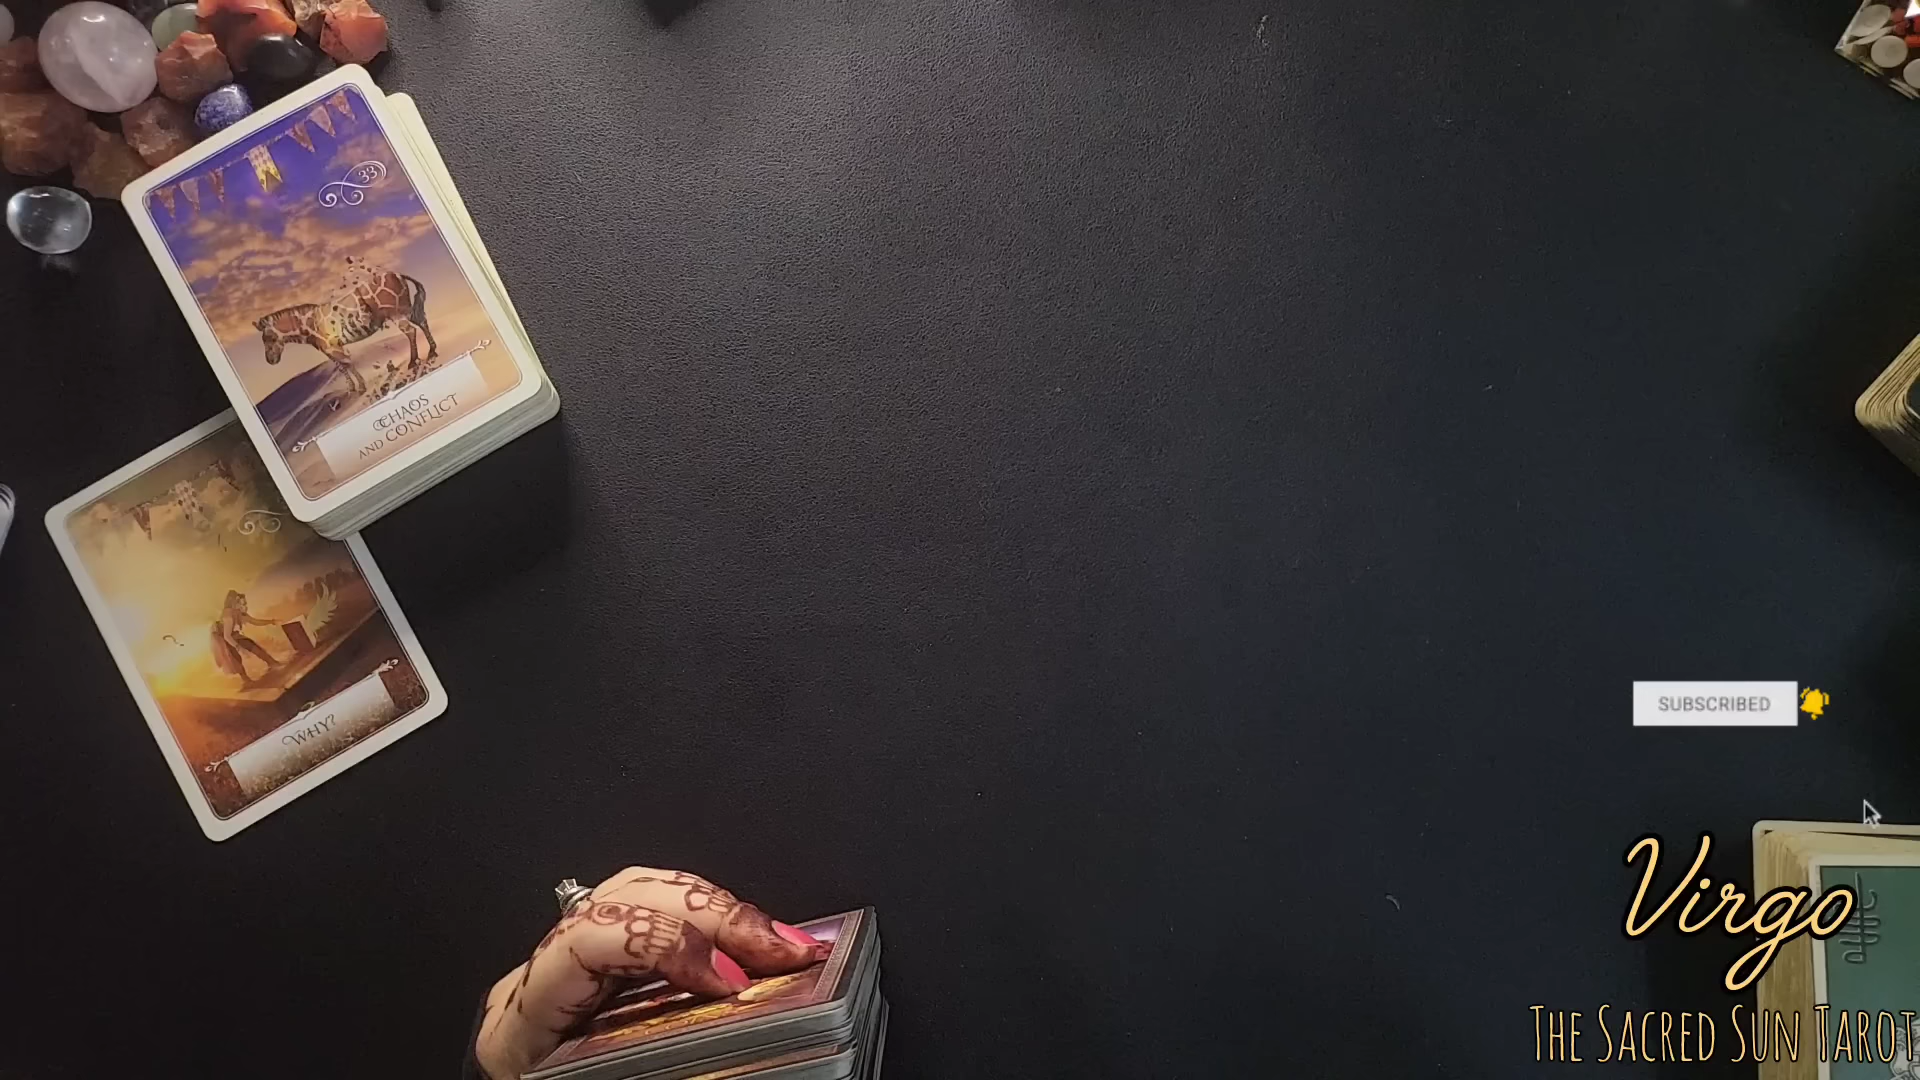 33
CHAOS
AND CONFLICT
WHY?
SUBSCRIBED
Virgo
THE SACRED SUN TAROT